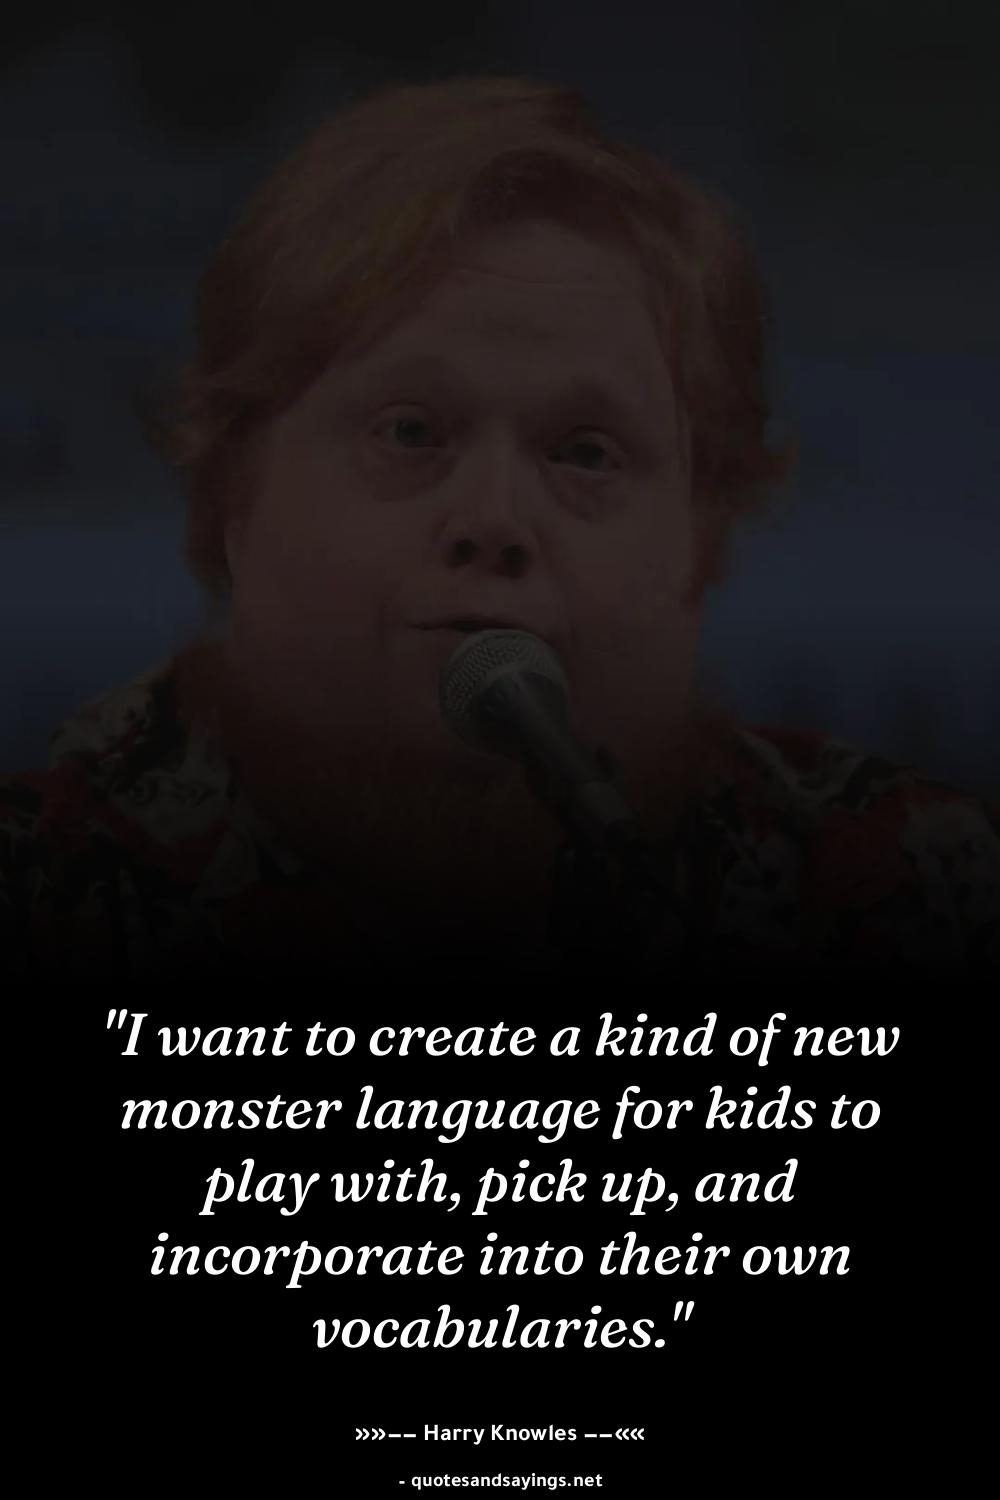 "I want to create a kind of new
monster language for kids to
play with, pick up, and
incorporate into their own
vocabularies."
»»–– Harry Knowles ––««
- quotesandsayings.net